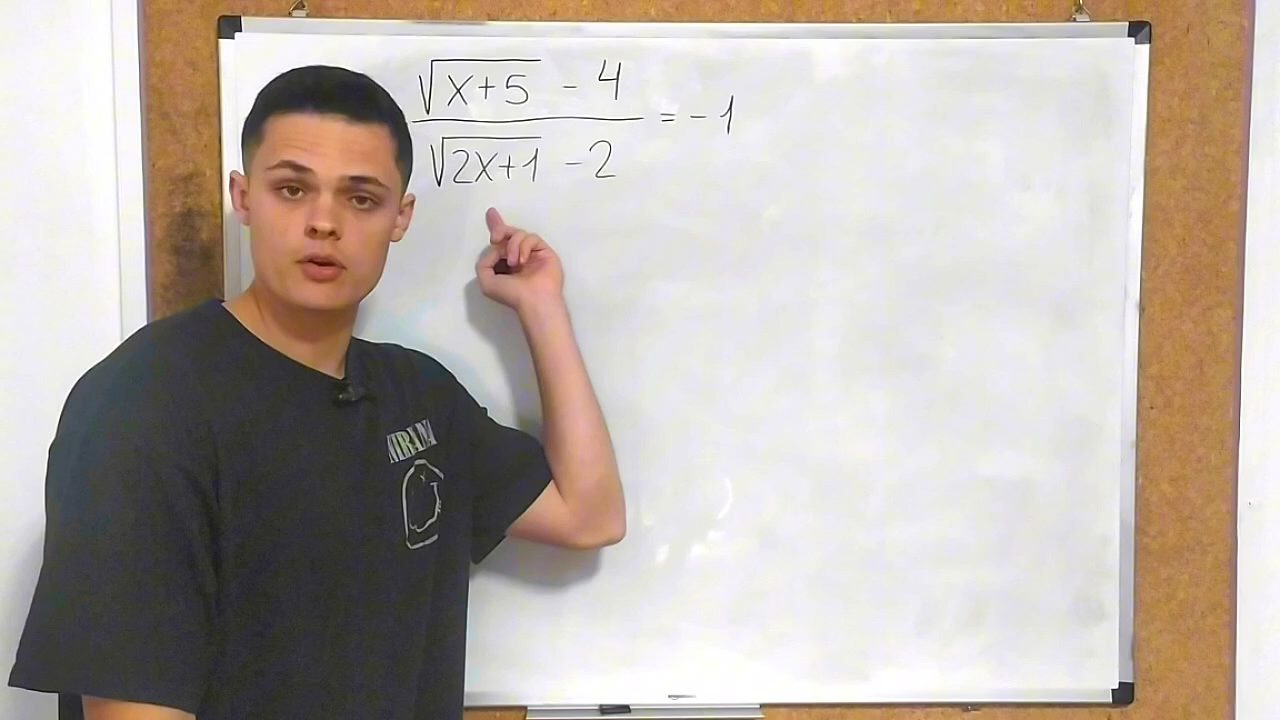 √x+5 - 4
= -1
√2x+1 - 2
NIRVANA